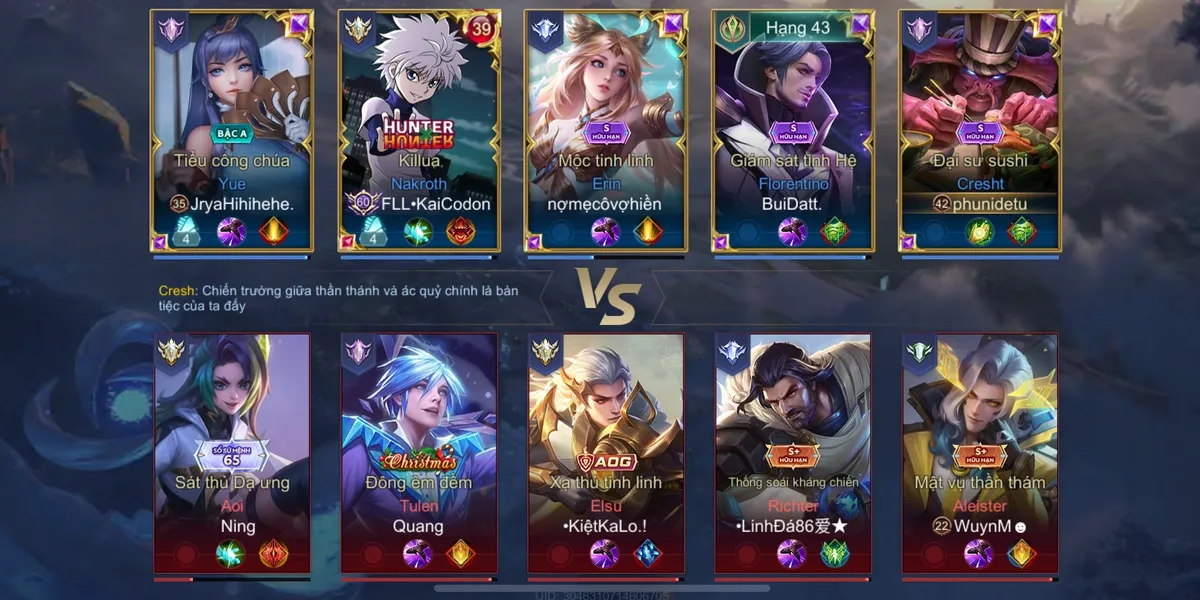 39
Hạng 43
BẬC A
HUNTER
HUNTER
S
HỮU HẠN
S
HỮU HẠN
S
HỮU HẠN
Tiểu công chúa
Killua
Mộc tinh linh
Giám sát tinh Hệ
Đại sư sushi
Yue
Nakroth
Erin
Florentino
Cresht
35 JryaHihihehe.
60 FLL•KaiCodon
nợmẹcôvợhiền
BuiDatt.
42 phunidetu
4
4
Cresh: Chiến trường giữa thần thánh và ác quỷ chính là bàn
tiệc của ta đấy
VS
SỐ SỨ MỆNH
65
Christmas
AOG
S+
HỮU HẠN
S+
HỮU HẠN
Sát thủ Dạ ưng
Đông êm đềm
Xạ thủ tinh linh
Thống soái kháng chiến
Mật vụ thần thám
Aoi
Tulen
Elsu
Richter
Aleister
Ning
Quang
•KiệtKaLo.!
•LinhĐá86爱★
22 WuynM☻